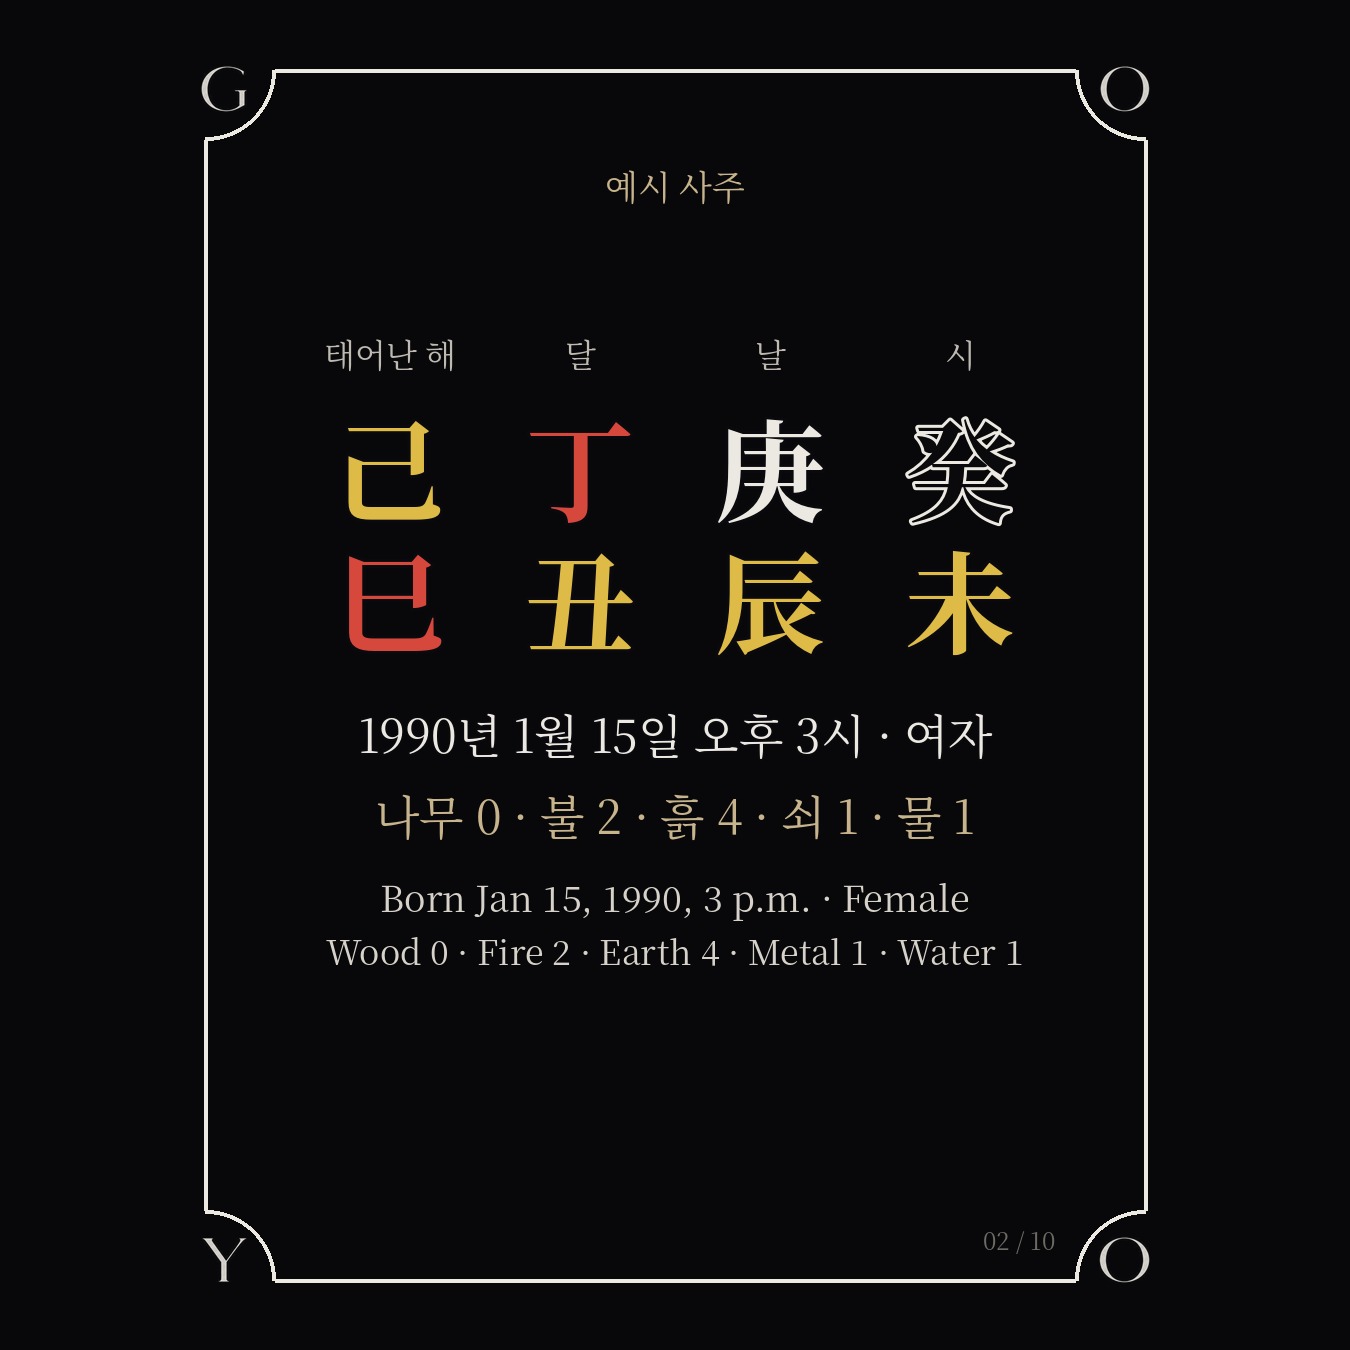 G O
예시 사주
태어난 해 달 날 시
己 丁 庚 癸
巳 丑 辰 未
1990년 1월 15일 오후 3시 · 여자
나무 0 · 불 2 · 흙 4 · 쇠 1 · 물 1
Born Jan 15, 1990, 3 p.m. · Female
Wood 0 · Fire 2 · Earth 4 · Metal 1 · Water 1
02 / 10
Y O